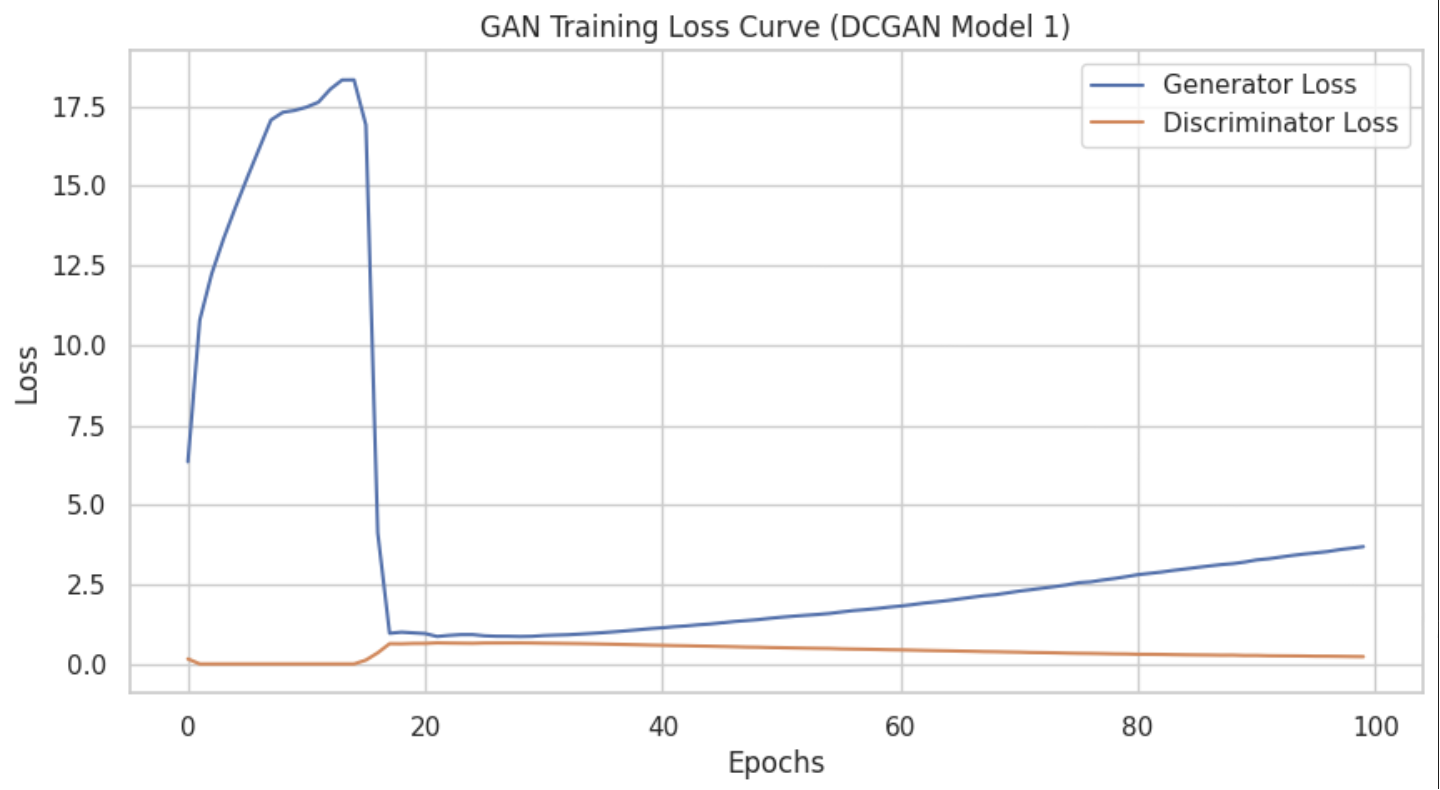 GAN Training Loss Curve (DCGAN Model 1)
Generator Loss
Discriminator Loss
17.5
15.0
12.5
10.0
7.5
5.0
2.5
0.0
Loss
0 20 40 60 80 100
Epochs